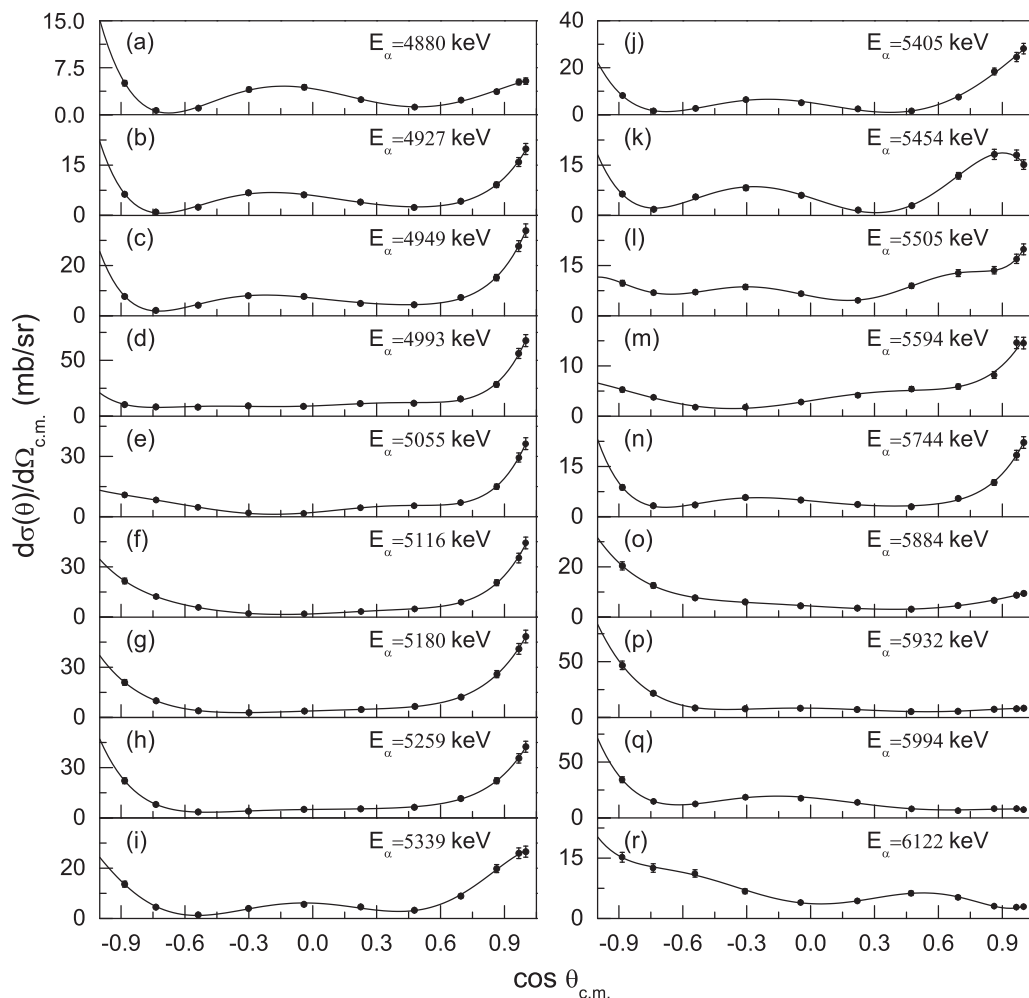 dσ(θ)/dΩc.m. (mb/sr)
15.0
7.5
0.0
(a) Eα=4880 keV
15
0
(b) Eα=4927 keV
20
0
(c) Eα=4949 keV
50
0
(d) Eα=4993 keV
30
0
(e) Eα=5055 keV
30
0
(f) Eα=5116 keV
30
0
(g) Eα=5180 keV
30
0
(h) Eα=5259 keV
20
0
(i) Eα=5339 keV
-0.9 -0.6 -0.3 0.0 0.3 0.6 0.9
40
20
0
(j) Eα=5405 keV
15
0
(k) Eα=5454 keV
15
0
(l) Eα=5505 keV
10
0
(m) Eα=5594 keV
15
0
(n) Eα=5744 keV
20
0
(o) Eα=5884 keV
50
0
(p) Eα=5932 keV
50
0
(q) Eα=5994 keV
15
0
(r) Eα=6122 keV
-0.9 -0.6 -0.3 0.0 0.3 0.6 0.9
cos θc.m.